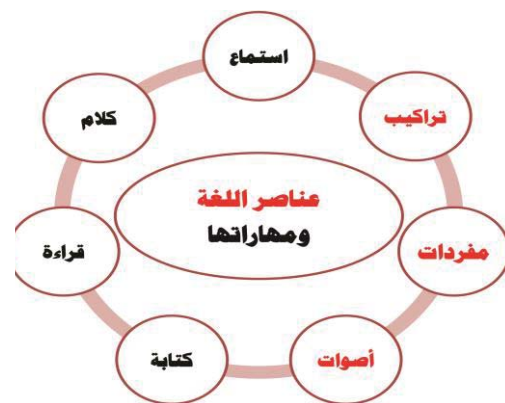 استماع
تراكيب
كلام
عناصر اللغة
ومهاراتها
مفردات
قراءة
أصوات
كتابة